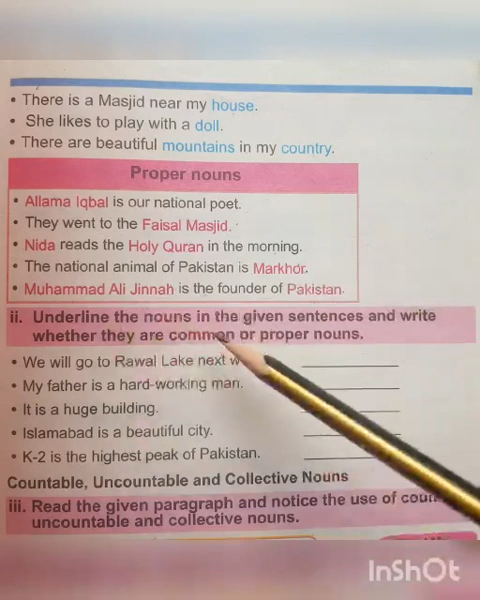 • There is a Masjid near my house.
• She likes to play with a doll.
• There are beautiful mountains in my country.
Proper nouns
• Allama Iqbal is our national poet.
• They went to the Faisal Masjid.
• Nida reads the Holy Quran in the morning.
• The national animal of Pakistan is Markhor.
• Muhammad Ali Jinnah is the founder of Pakistan.
ii. Underline the nouns in the given sentences and write
whether they are common or proper nouns.
• We will go to Rawal Lake next
• My father is a hard-working man.
• It is a huge building.
• Islamabad is a beautiful city.
• K-2 is the highest peak of Pakistan.
Countable, Uncountable and Collective Nouns
iii. Read the given paragraph and notice the use of
uncountable and collective nouns.
InShOt